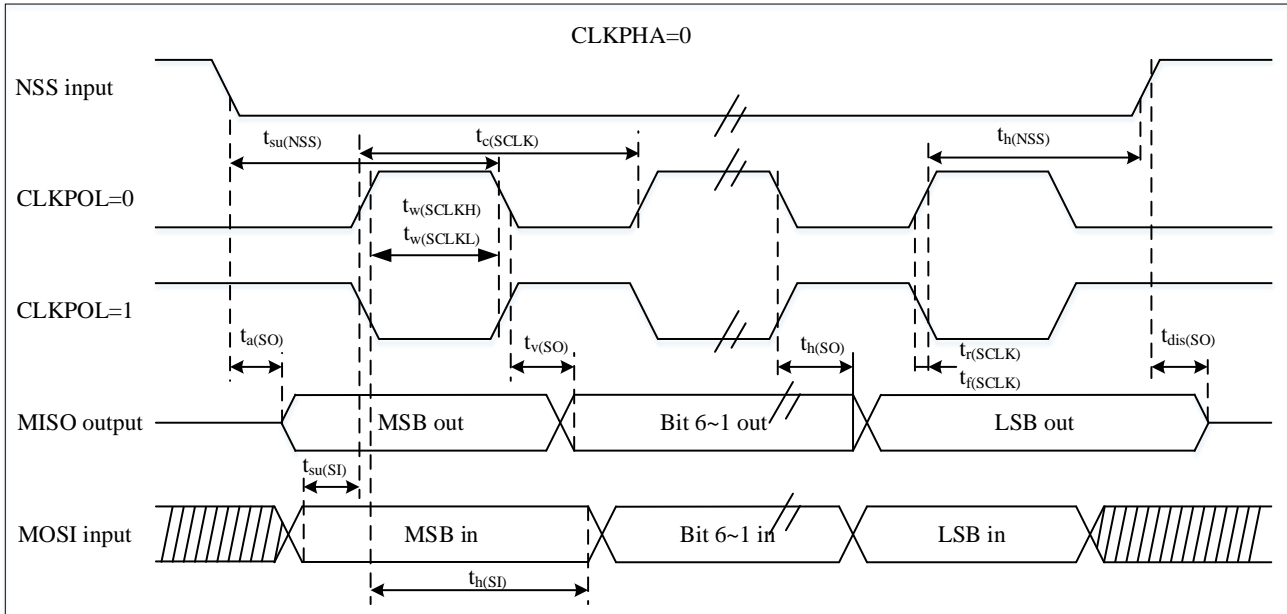 CLKPHA=0
NSS input
tsu(NSS)
tc(SCLK)
th(NSS)
CLKPOL=0
tw(SCLKH)
tw(SCLKL)
CLKPOL=1
ta(SO)
tv(SO)
th(SO)
tr(SCLK)
tf(SCLK)
tdis(SO)
MISO output
MSB out
Bit 6~1 out
LSB out
tsu(SI)
MOSI input
MSB in
Bit 6~1 in
LSB in
th(SI)